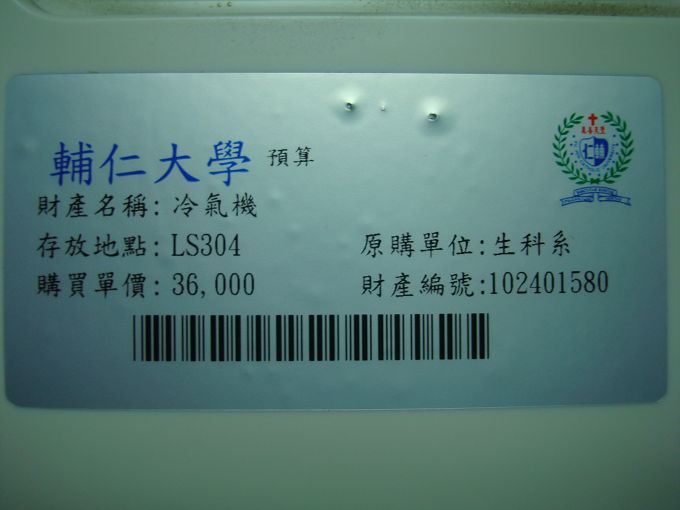 輔仁大學 預算
財產名稱: 冷氣機
存放地點: LS304 原購單位: 生科系
購買單價: 36,000 財產編號:102401580